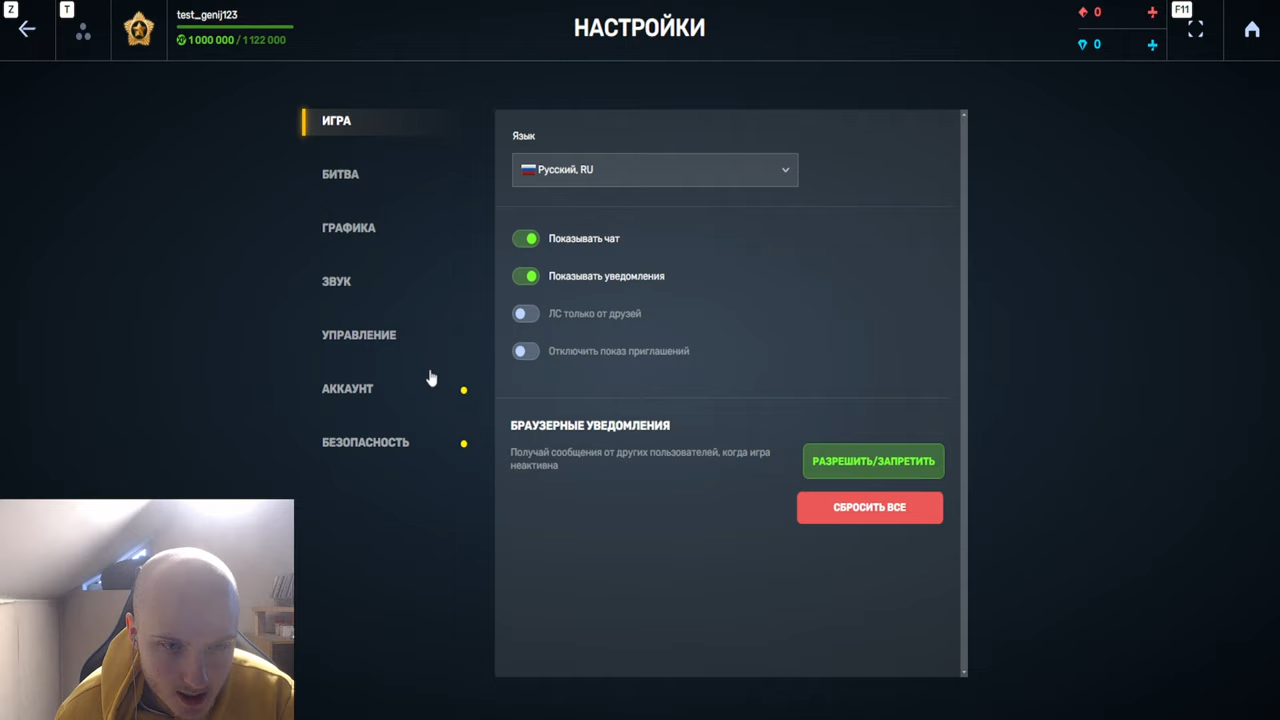 Z
T
test_genij123
1 000 000 / 1 122 000
НАСТРОЙКИ
0
0
F11
ИГРА
БИТВА
ГРАФИКА
ЗВУК
УПРАВЛЕНИЕ
АККАУНТ
БЕЗОПАСНОСТЬ
Язык
Русский, RU
Показывать чат
Показывать уведомления
ЛС только от друзей
Отключить показ приглашений
БРАУЗЕРНЫЕ УВЕДОМЛЕНИЯ
Получай сообщения от других пользователей, когда игра
неактивна
РАЗРЕШИТЬ/ЗАПРЕТИТЬ
СБРОСИТЬ ВСЕ